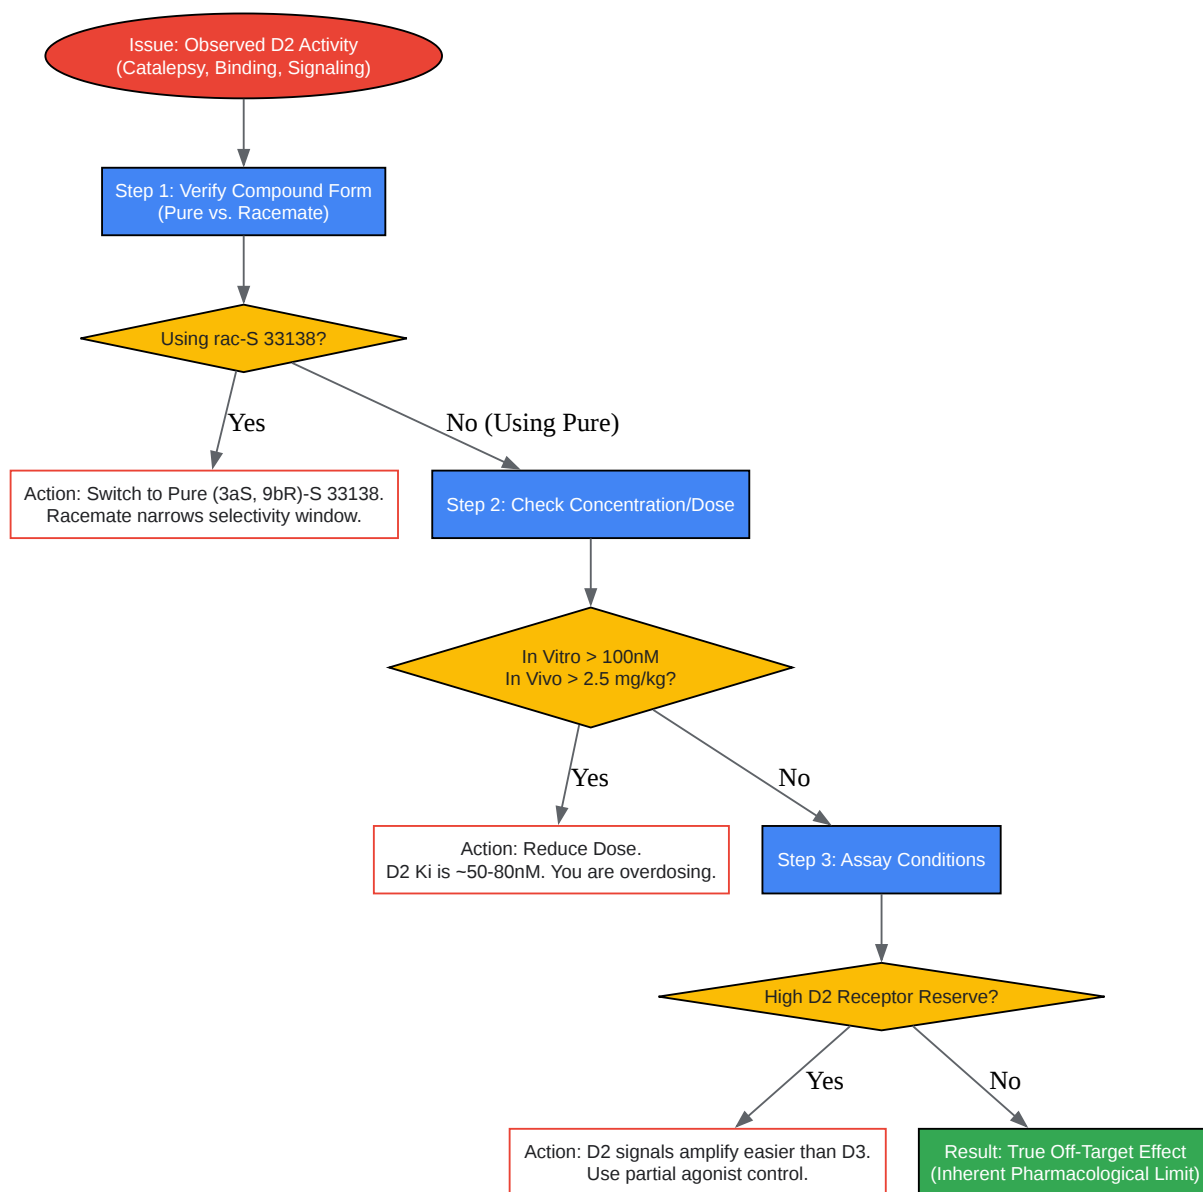 Issue: Observed D2 Activity
(Catalepsy, Binding, Signaling)
Step 1: Verify Compound Form
(Pure vs. Racemate)
Using rac-S 33138?
Yes
No (Using Pure)
Action: Switch to Pure (3aS, 9bR)-S 33138.
Racemate narrows selectivity window.
Step 2: Check Concentration/Dose
In Vitro > 100nM
In Vivo > 2.5 mg/kg?
Yes
No
Action: Reduce Dose.
D2 Ki is ~50-80nM. You are overdosing.
Step 3: Assay Conditions
High D2 Receptor Reserve?
Yes
No
Action: D2 signals amplify easier than D3.
Use partial agonist control.
Result: True Off-Target Effect
(Inherent Pharmacological Limit)